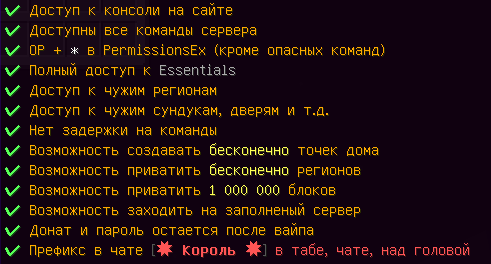 ✔ Доступ к консоли на сайте
✔ Доступны все команды сервера
✔ OP + * в PermissionsEx (кроме опасных команд)
✔ Полный доступ к Essentials
✔ Доступ к чужим регионам
✔ Доступ к чужим сундукам, дверям и т.д.
✔ Нет задержки на команды
✔ Возможность создавать бесконечно точек дома
✔ Возможность приватить бесконечно регионов
✔ Возможность приватить 1 000 000 блоков
✔ Возможность заходить на заполненый сервер
✔ Донат и пароль остается после вайпа
✔ Префикс в чате [✸ Король ✸] в табе, чате, над головой